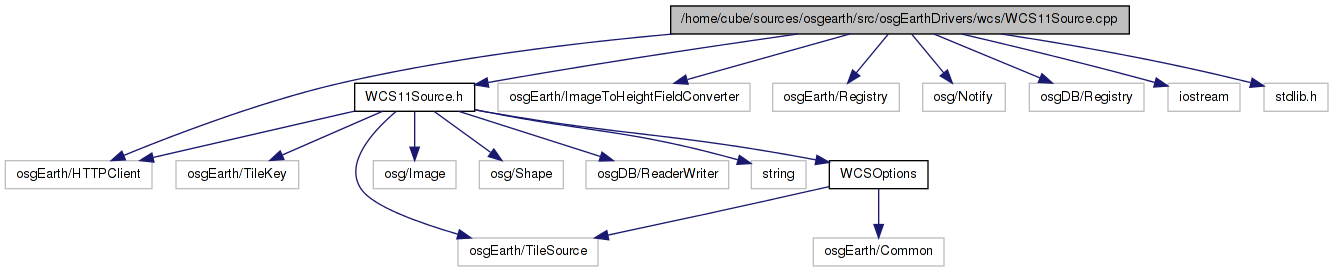 /home/cube/sources/osgearth/src/osgEarthDrivers/wcs/WCS11Source.cpp
WCS11Source.h
osgEarth/ImageToHeightFieldConverter
osgEarth/Registry
osg/Notify
osgDB/Registry
iostream
stdlib.h
osgEarth/HTTPClient
osgEarth/TileKey
osg/Image
osg/Shape
osgDB/ReaderWriter
string
WCSOptions
osgEarth/TileSource
osgEarth/Common